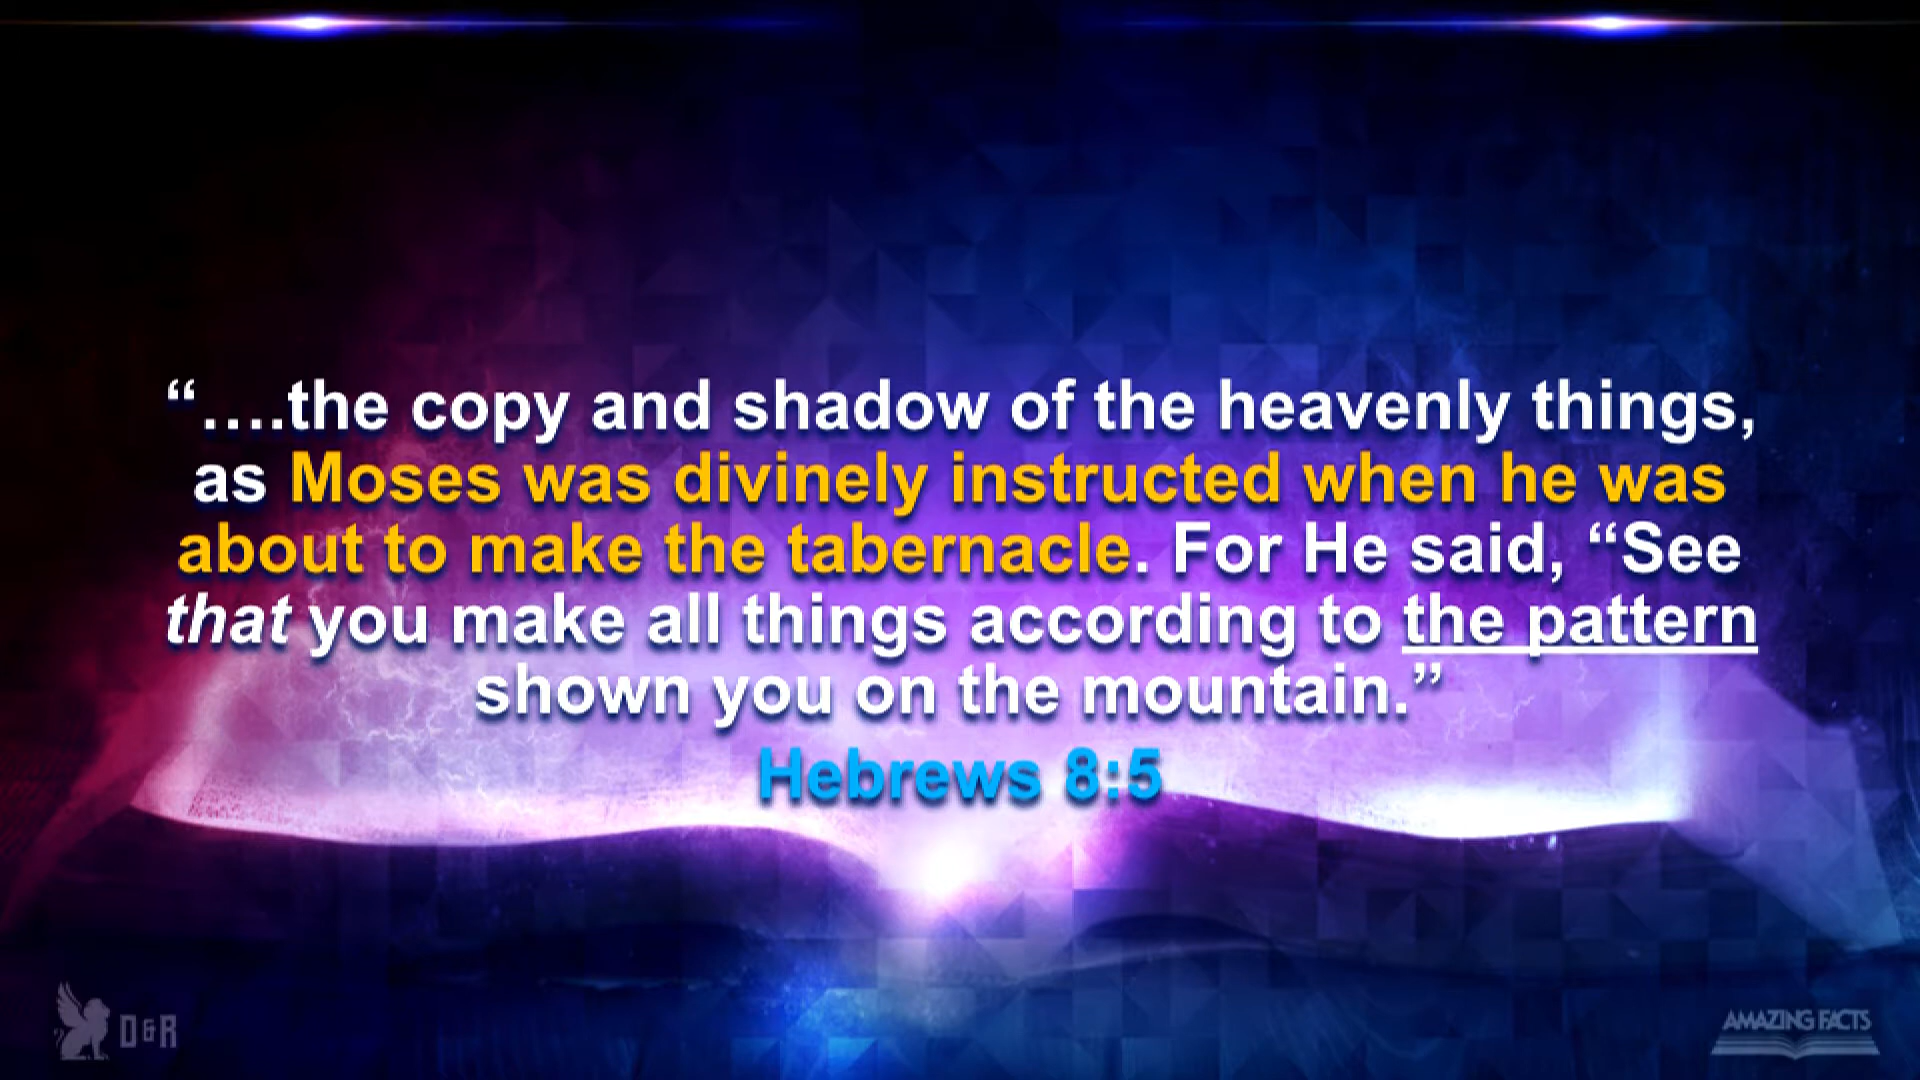 “….the copy and shadow of the heavenly things,
as Moses was divinely instructed when he was
about to make the tabernacle. For He said, “See
that you make all things according to the pattern
shown you on the mountain.”
Hebrews 8:5
D&R
AMAZING FACTS